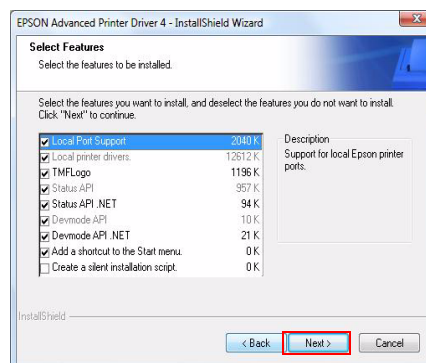 EPSON Advanced Printer Driver 4 - InstallShield Wizard
Select Features
Select the features to be installed.
Select the features you want to install, and deselect the features you do not want to install.
Click "Next" to continue.
Local Port Support 2040 K
Local printer drivers. 12612 K
TMFLogo 1196 K
Status API 957 K
Status API .NET 94 K
Devmode API 10 K
Devmode API .NET 21 K
Add a shortcut to the Start menu. 0 K
Create a silent installation script. 0 K
Description
Support for local Epson printer
ports.
InstallShield
< Back Next > Cancel